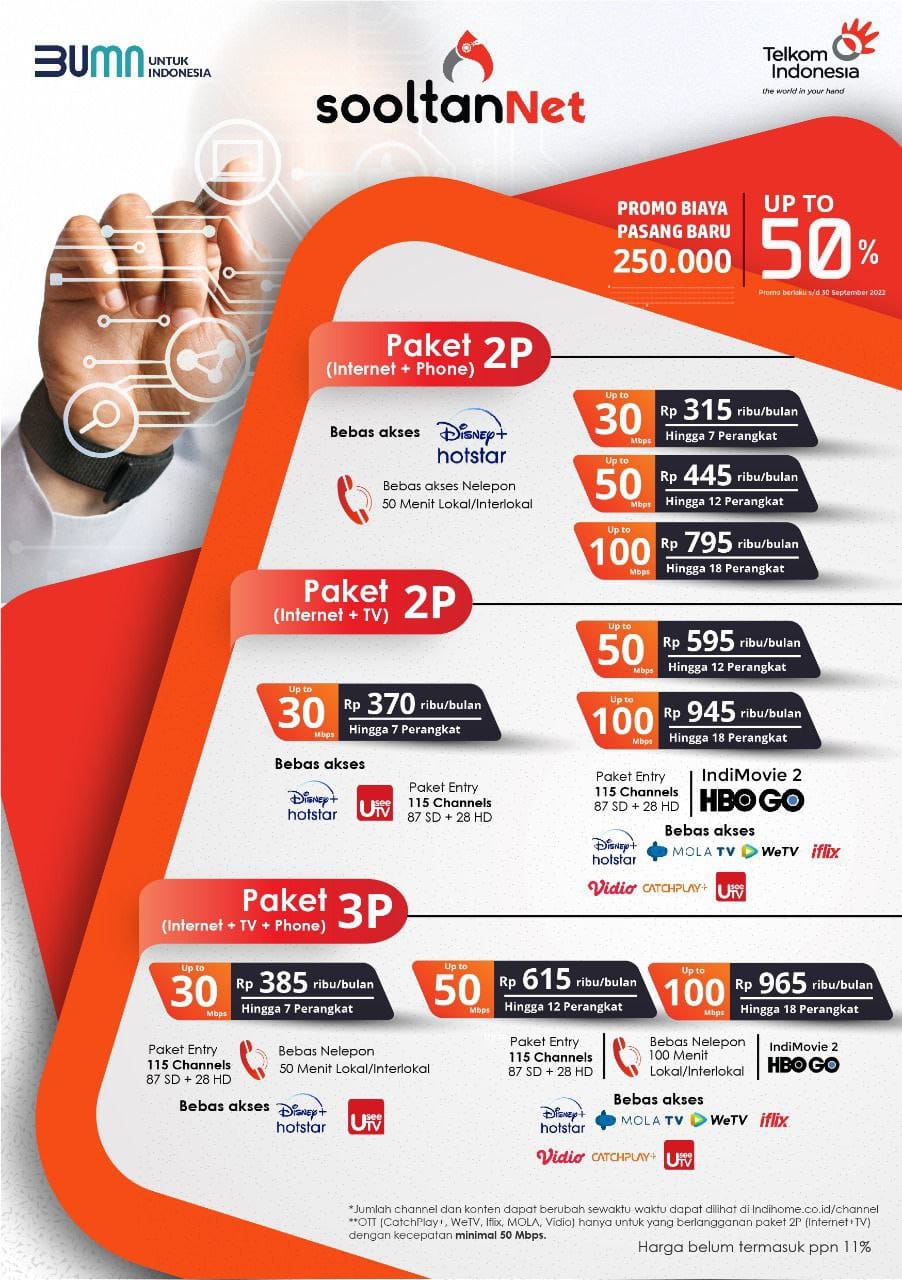 BUMN UNTUK
INDONESIA
sooltanNet
Telkom
Indonesia
the world in your hand
PROMO BIAYA
PASANG BARU
250.000
UP TO
50%
Promo berlaku s/d 30 September 2022
Paket 2P
(Internet + Phone)
Bebas akses Disney+
hotstar
Bebas akses Nelepon
50 Menit Lokal/Interlokal
Up to
30 Mbps
Rp 315 ribu/bulan
Hingga 7 Perangkat
Up to
50 Mbps
Rp 445 ribu/bulan
Hingga 12 Perangkat
Up to
100 Mbps
Rp 795 ribu/bulan
Hingga 18 Perangkat
Paket 2P
(Internet + TV)
Up to
30 Mbps
Rp 370 ribu/bulan
Hingga 7 Perangkat
Bebas akses
Disney+
hotstar
UseeTV
Paket Entry
115 Channels
87 SD + 28 HD
Up to
50 Mbps
Rp 595 ribu/bulan
Hingga 12 Perangkat
Up to
100 Mbps
Rp 945 ribu/bulan
Hingga 18 Perangkat
Paket Entry
115 Channels
87 SD + 28 HD
IndiMovie 2
HBO GO
Bebas akses
Disney+
hotstar
MOLA TV WeTV iflix
Vidio CATCHPLAY+ UseeTV
Paket 3P
(Internet + TV + Phone)
Up to
30 Mbps
Rp 385 ribu/bulan
Hingga 7 Perangkat
Up to
50 Mbps
Rp 615 ribu/bulan
Hingga 12 Perangkat
Up to
100 Mbps
Rp 965 ribu/bulan
Hingga 18 Perangkat
Paket Entry
115 Channels
87 SD + 28 HD
Bebas Nelepon
50 Menit Lokal/Interlokal
Bebas akses Disney+
hotstar
UseeTV
Paket Entry
115 Channels
87 SD + 28 HD
Bebas Nelepon
100 Menit
Lokal/Interlokal
IndiMovie 2
HBO GO
Bebas akses
Disney+
hotstar
MOLA TV WeTV iflix
Vidio CATCHPLAY+ UseeTV
*Jumlah channel dan konten dapat berubah sewaktu-waktu dapat dilihat di Indihome.co.id/channel
**OTT (CatchPlay+, WeTV, Iflix, MOLA, Vidio) hanya untuk yang berlangganan paket 2P (Internet+TV)
dengan kecepatan minimal 50 Mbps.
Harga belum termasuk ppn 11%